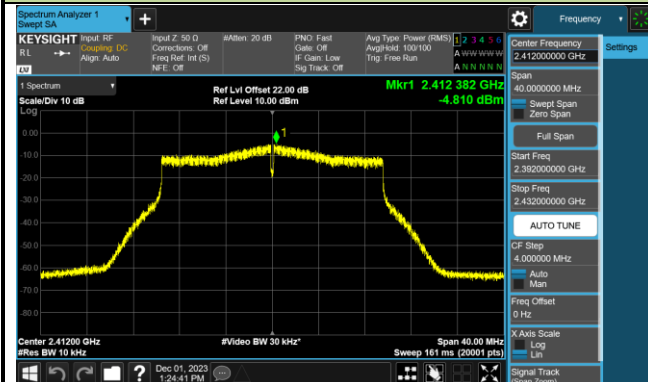 Spectrum Analyzer 1
Swept SA
Frequency
KEYSIGHT
RL
Input: RF
Coupling: DC
Align: Auto
Input Z: 50 Ω
Corrections: Off
Freq Ref: Int (S)
NFE: Off
#Atten: 20 dB
PNO: Fast
Gate: Off
IF Gain: Low
Sig Track: Off
Avg Type: Power (RMS)
Avg|Hold: 100/100
Trig: Free Run
1 2 3 4 5 6
A W W W W W
A N N N N N
1 Spectrum
Scale/Div 10 dB
Ref Lvl Offset 22.00 dB
Ref Level 10.00 dBm
Mkr1 2.412 382 GHz
-4.810 dBm
Log
0.00
-10.0
-20.0
-30.0
-40.0
-50.0
-60.0
-70.0
-80.0
1
Center 2.41200 GHz
#Res BW 10 kHz
#Video BW 30 kHz*
Span 40.00 MHz
Sweep 161 ms (20001 pts)
Dec 01, 2023
1:24:41 PM
Center Frequency
2.412000000 GHz
Settings
Span
40.0000000 MHz
Swept Span
Zero Span
Full Span
Start Freq
2.392000000 GHz
Stop Freq
2.432000000 GHz
AUTO TUNE
CF Step
4.000000 MHz
Auto
Man
Freq Offset
0 Hz
X Axis Scale
Log
Lin
Signal Track
(Span Zoom)